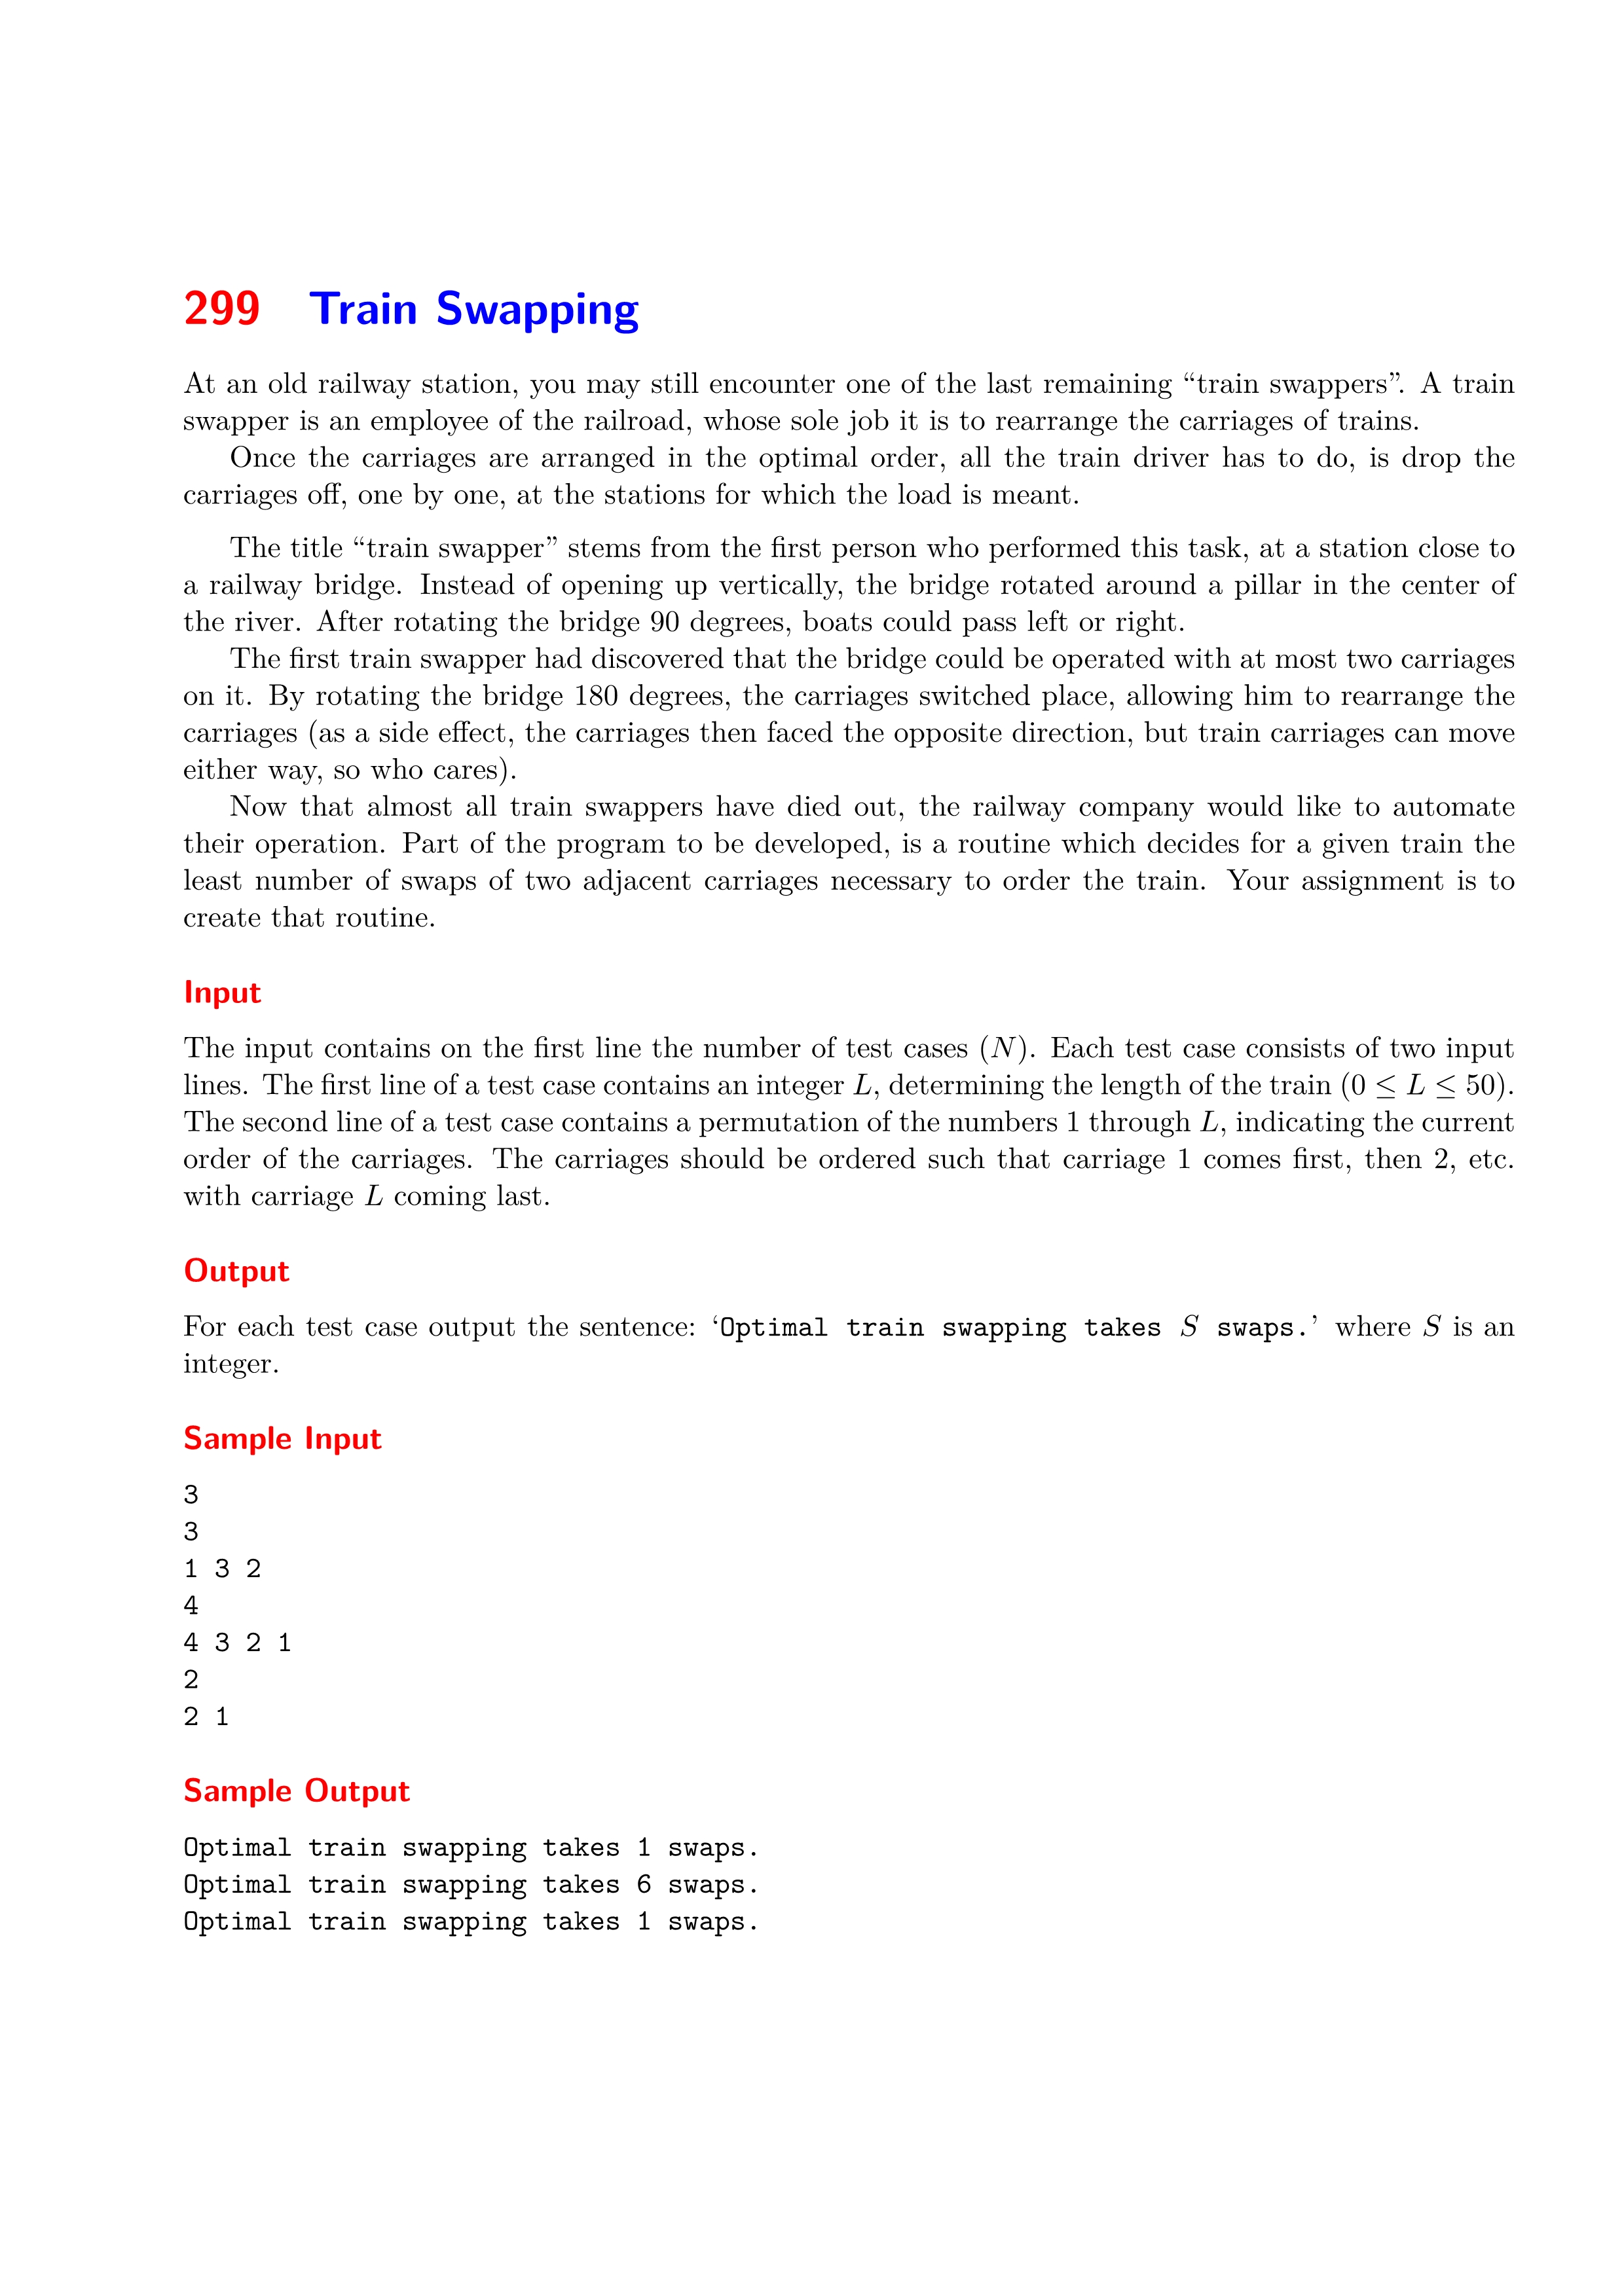 299 Train Swapping
At an old railway station, you may still encounter one of the last remaining “train swappers”. A train
swapper is an employee of the railroad, whose sole job it is to rearrange the carriages of trains.
Once the carriages are arranged in the optimal order, all the train driver has to do, is drop the
carriages off, one by one, at the stations for which the load is meant.
The title “train swapper” stems from the first person who performed this task, at a station close to
a railway bridge. Instead of opening up vertically, the bridge rotated around a pillar in the center of
the river. After rotating the bridge 90 degrees, boats could pass left or right.
The first train swapper had discovered that the bridge could be operated with at most two carriages
on it. By rotating the bridge 180 degrees, the carriages switched place, allowing him to rearrange the
carriages (as a side effect, the carriages then faced the opposite direction, but train carriages can move
either way, so who cares).
Now that almost all train swappers have died out, the railway company would like to automate
their operation. Part of the program to be developed, is a routine which decides for a given train the
least number of swaps of two adjacent carriages necessary to order the train. Your assignment is to
create that routine.
Input
The input contains on the first line the number of test cases (N). Each test case consists of two input
lines. The first line of a test case contains an integer L, determining the length of the train (0 ≤ L ≤ 50).
The second line of a test case contains a permutation of the numbers 1 through L, indicating the current
order of the carriages. The carriages should be ordered such that carriage 1 comes first, then 2, etc.
with carriage L coming last.
Output
For each test case output the sentence: ‘Optimal train swapping takes S swaps.’ where S is an
integer.
Sample Input
3
3
1 3 2
4
4 3 2 1
2
2 1
Sample Output
Optimal train swapping takes 1 swaps.
Optimal train swapping takes 6 swaps.
Optimal train swapping takes 1 swaps.